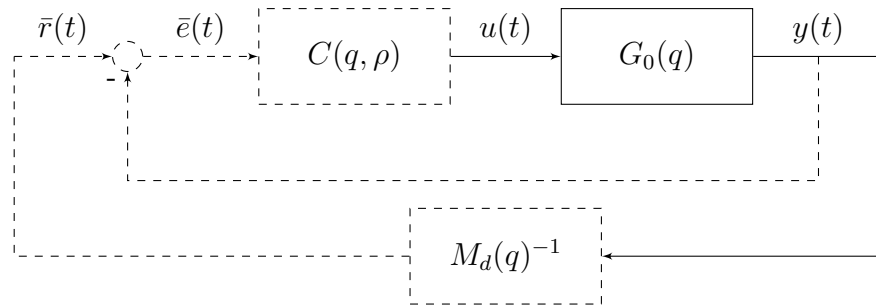 r̄(t)
ē(t)
C(q, ρ)
u(t)
G₀(q)
y(t)
-
M_d(q)⁻¹